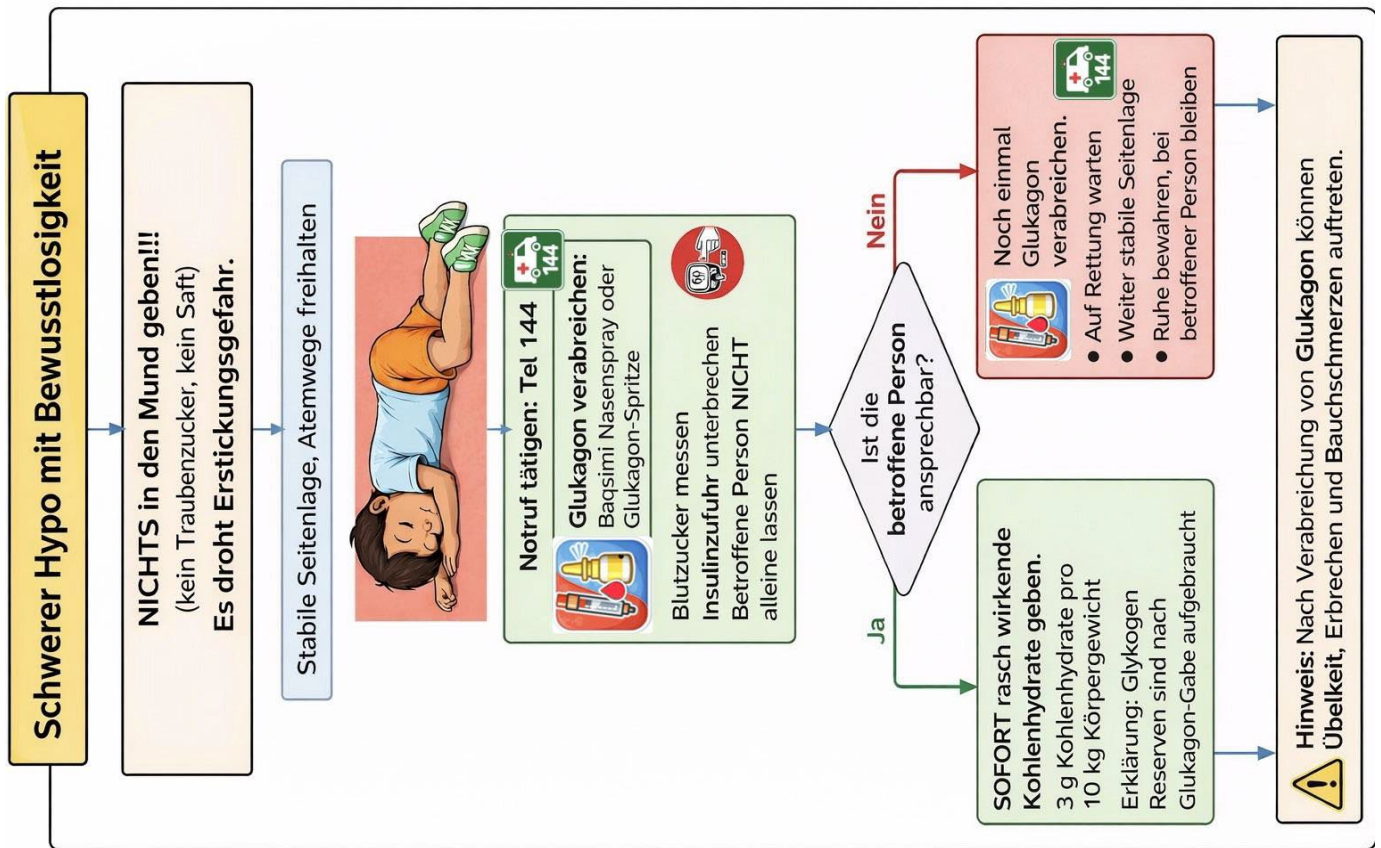 Schwerer Hypo mit Bewusstlosigkeit
NICHTS in den Mund geben!!!
(kein Traubenzucker, kein Saft)
Es droht Erstickungsgefahr.
Stabile Seitenlage, Atemwege freihalten
Notruf tätigen: Tel 144
144
Glukagon verabreichen:
Baqsimi Nasenspray oder
Glukagon-Spritze
Blutzucker messen
Insulinzufuhr unterbrechen
Betroffene Person NICHT
alleine lassen
Ist die
betroffene Person
ansprechbar?
Ja
SOFORT rasch wirkende
Kohlenhydrate geben.
3 g Kohlenhydrate pro
10 kg Körpergewicht
Erklärung: Glykogen
Reserven sind nach
Glukagon-Gabe aufgebraucht
Nein
Noch einmal
Glukagon
verabreichen.
144
● Auf Rettung warten
● Weiter stabile Seitenlage
● Ruhe bewahren, bei
betroffener Person bleiben
Hinweis: Nach Verabreichung von Glukagon können
Übelkeit, Erbrechen und Bauchschmerzen auftreten.